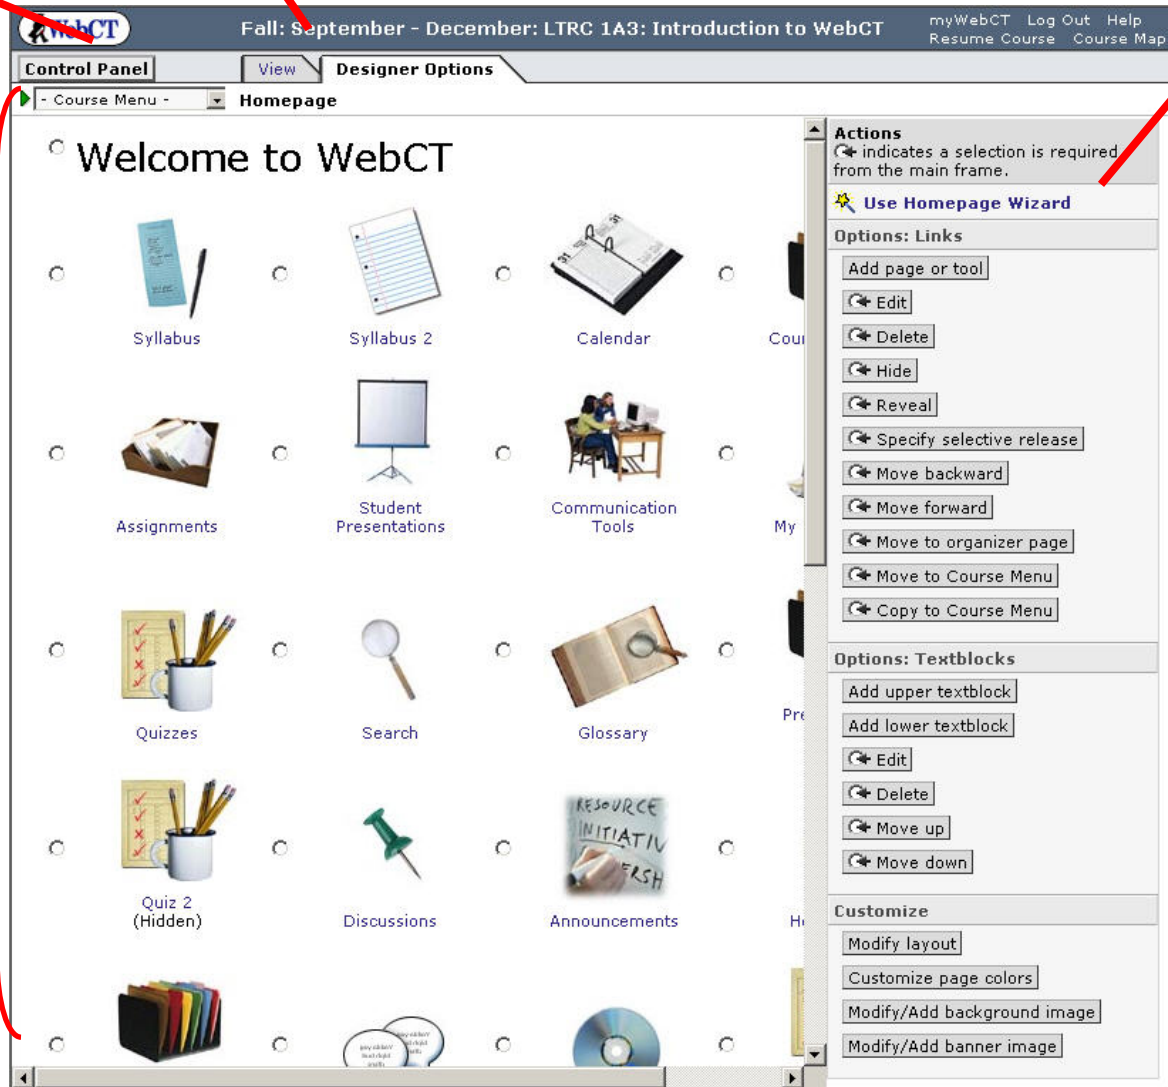 WebCT
Fall: September - December: LTRC 1A3: Introduction to WebCT
myWebCT Log Out Help
Resume Course Course Map
Control Panel
View
Designer Options
- Course Menu -
Homepage
Welcome to WebCT
Syllabus
Syllabus 2
Calendar
Assignments
Student
Presentations
Communication
Tools
My
Quizzes
Search
Glossary
Quiz 2
(Hidden)
Discussions
RESOURCE
INITIATIV
ERSH
Announcements
Actions
indicates a selection is required
from the main frame.
Use Homepage Wizard
Options: Links
Add page or tool
Edit
Delete
Hide
Reveal
Specify selective release
Move backward
Move forward
Move to organizer page
Move to Course Menu
Copy to Course Menu
Options: Textblocks
Add upper textblock
Add lower textblock
Edit
Delete
Move up
Move down
Customize
Modify layout
Customize page colors
Modify/Add background image
Modify/Add banner image